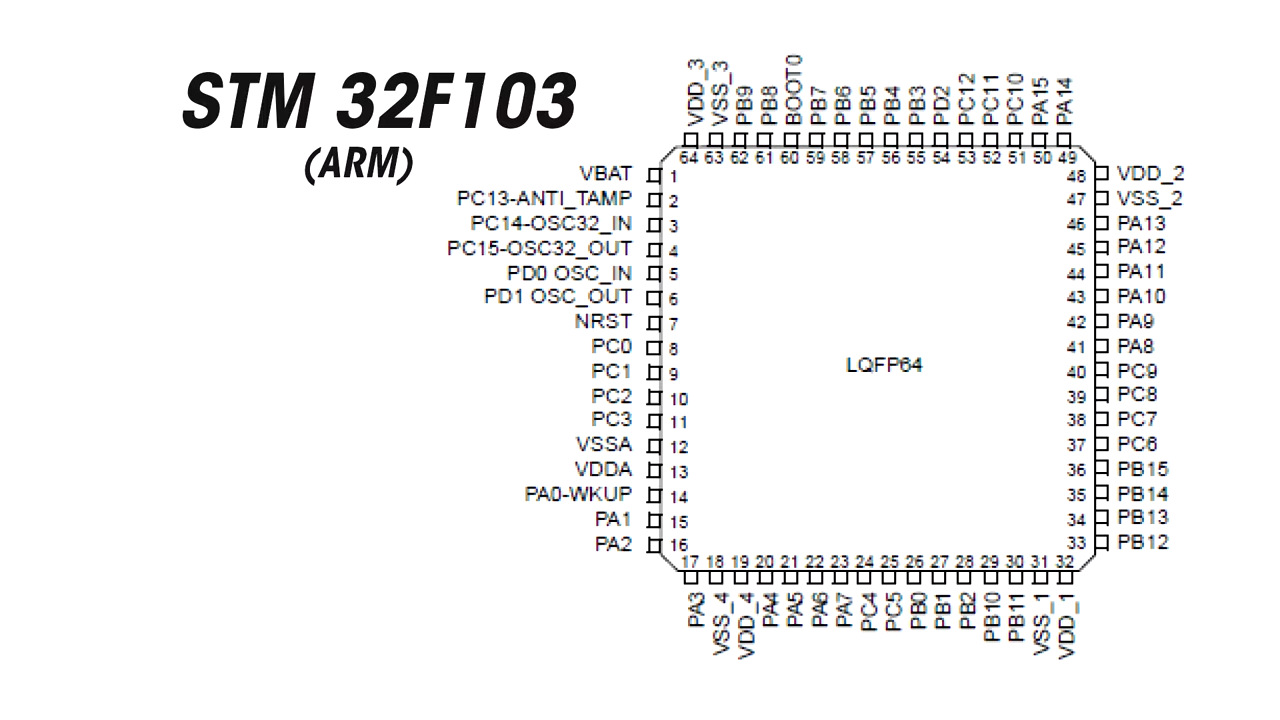 STM 32F103
(ARM)
VDD_3
VSS_3
PB9
PB8
BOOT0
PB7
PB6
PB5
PB4
PB3
PD2
PC12
PC11
PC10
PA15
PA14
64 63 62 61 60 59 58 57 56 55 54 53 52 51 50 49
VBAT 1
PC13-ANTI_TAMP 2
PC14-OSC32_IN 3
PC15-OSC32_OUT 4
PD0 OSC_IN 5
PD1 OSC_OUT 6
NRST 7
PC0 8
PC1 9
PC2 10
PC3 11
VSSA 12
VDDA 13
PA0-WKUP 14
PA1 15
PA2 16
LQFP64
48 VDD_2
47 VSS_2
46 PA13
45 PA12
44 PA11
43 PA10
42 PA9
41 PA8
40 PC9
39 PC8
38 PC7
37 PC6
36 PB15
35 PB14
34 PB13
33 PB12
17 18 19 20 21 22 23 24 25 26 27 28 29 30 31 32
PA3
VSS_4
VDD_4
PA4
PA5
PA6
PA7
PC4
PC5
PB0
PB1
PB2
PB10
PB11
VSS_1
VDD_1